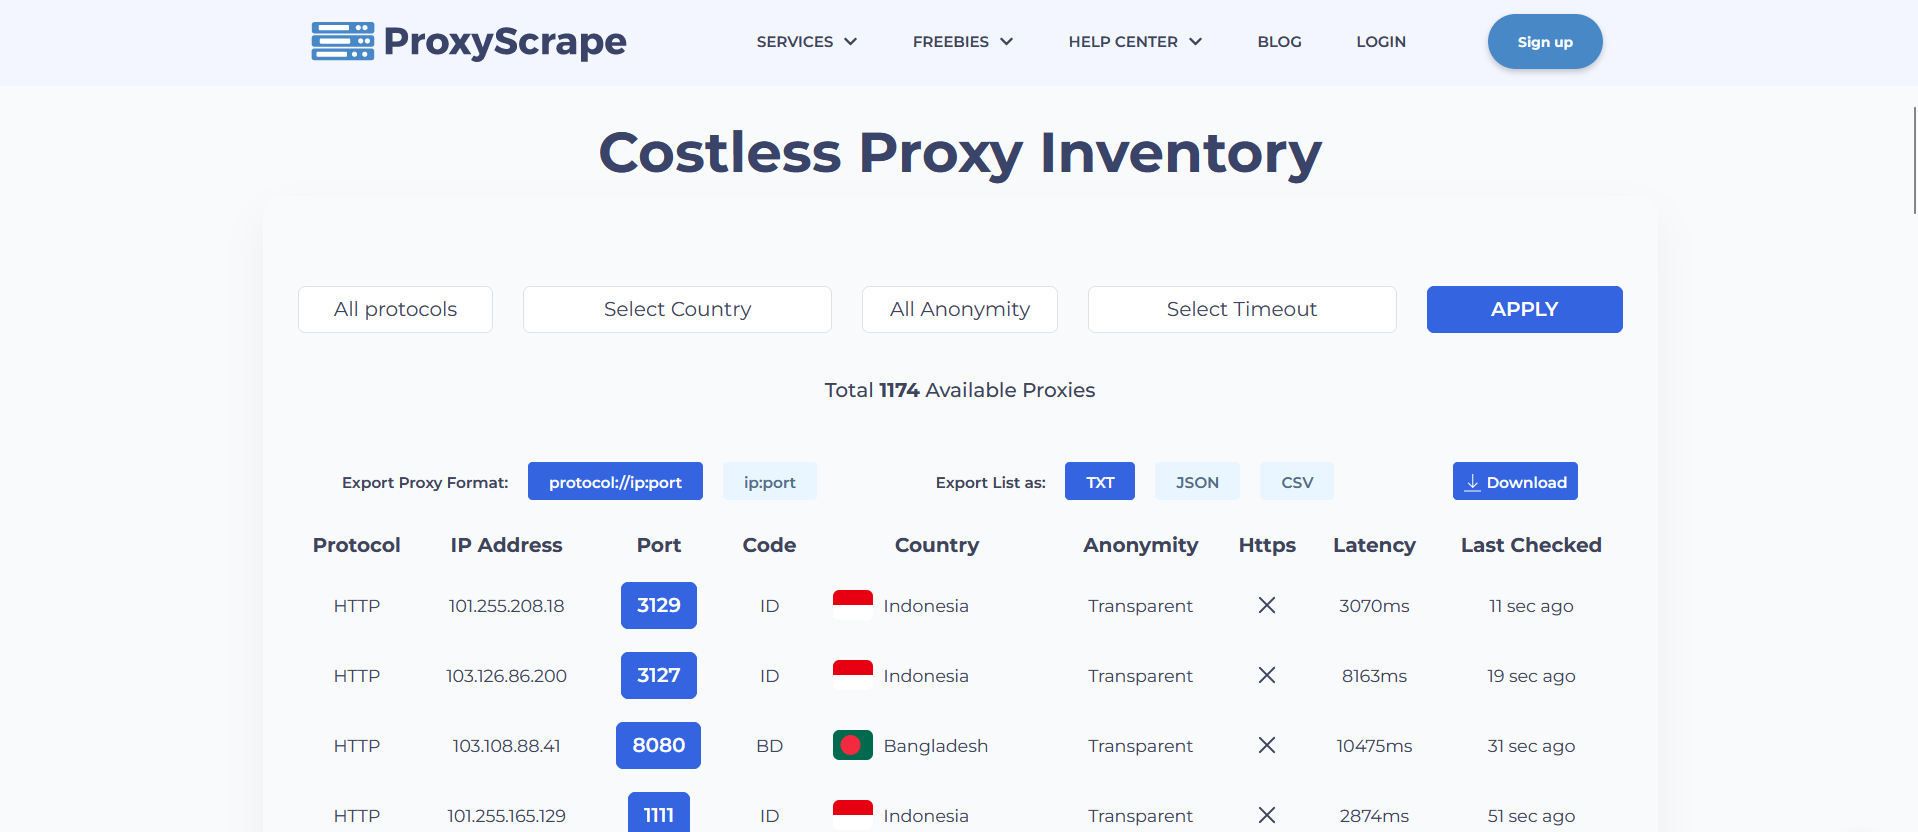 ProxyScrape
SERVICES FREEBIES HELP CENTER BLOG LOGIN Sign up
Costless Proxy Inventory
All protocols Select Country All Anonymity Select Timeout APPLY
Total 1174 Available Proxies
Export Proxy Format: protocol://ip:port ip:port Export List as: TXT JSON CSV Download
Protocol IP Address Port Code Country Anonymity Https Latency Last Checked
HTTP 101.255.208.18 3129 ID Indonesia Transparent 3070ms 11 sec ago
HTTP 103.126.86.200 3127 ID Indonesia Transparent 8163ms 19 sec ago
HTTP 103.108.88.41 8080 BD Bangladesh Transparent 10475ms 31 sec ago
HTTP 101.255.165.129 1111 ID Indonesia Transparent 2874ms 51 sec ago